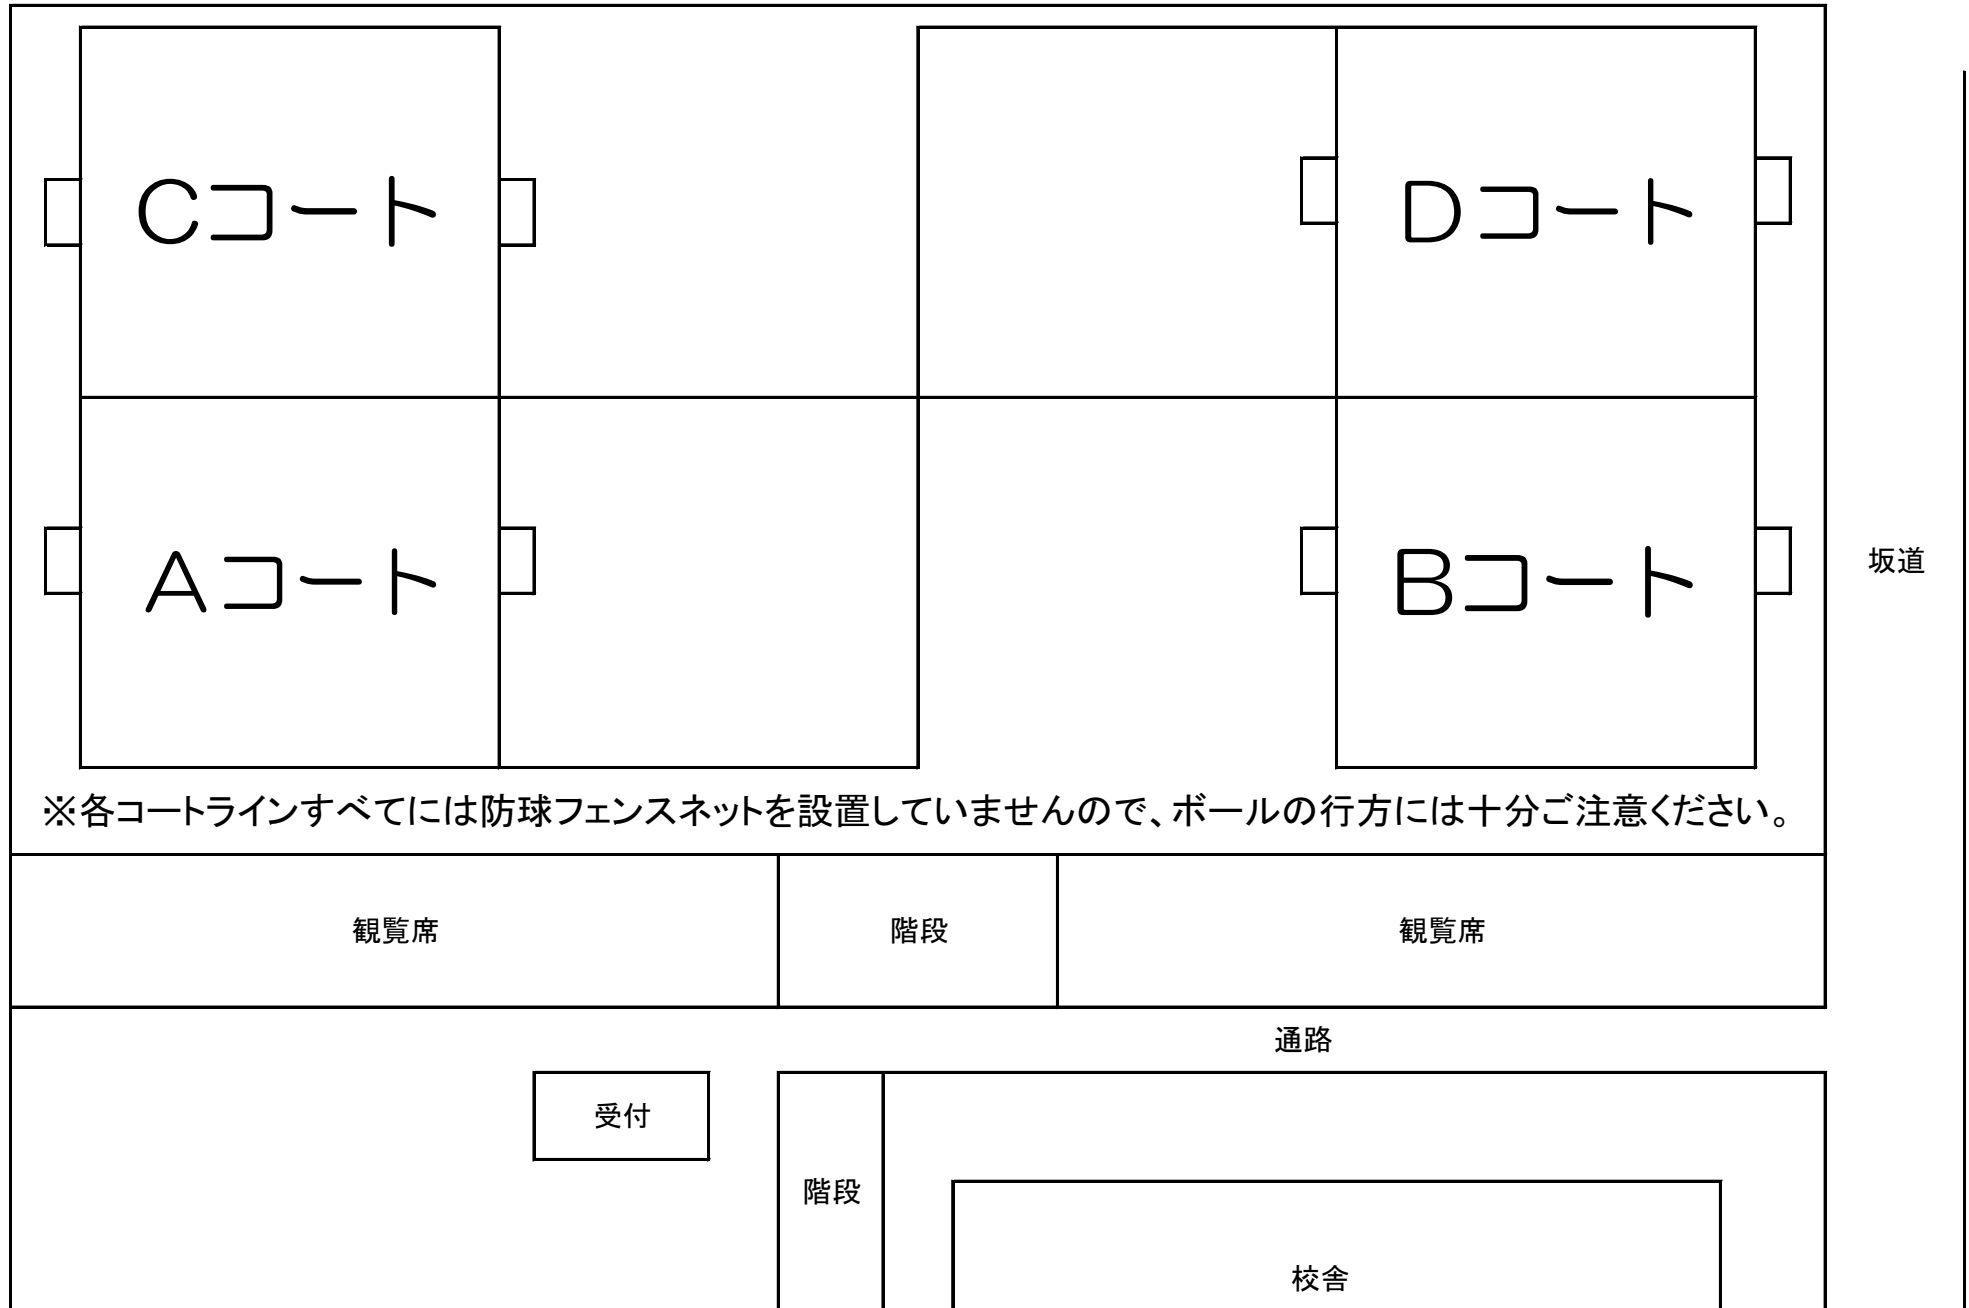 Cコート
Dコート
Aコート
Bコート
坂道
※各コートラインすべてには防球フェンスネットを設置していませんので、ボールの行方には十分ご注意ください。
観覧席
階段
観覧席
通路
受付
階段
校舎